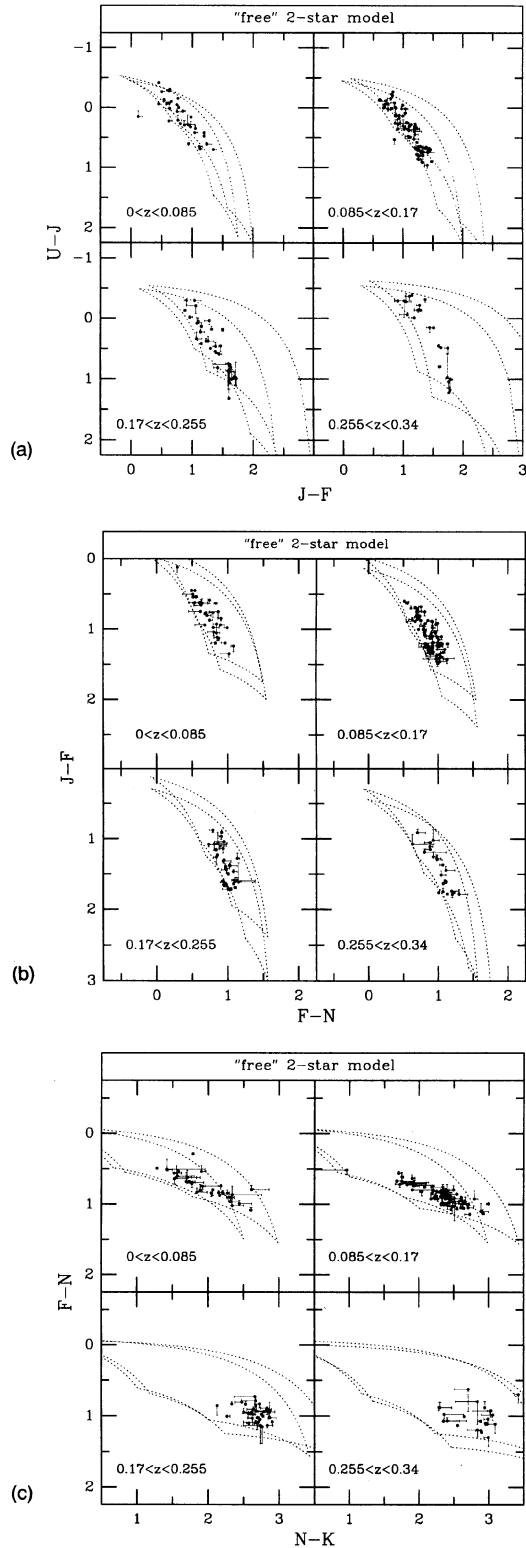 "free" 2-star model
−1
0
1
2
0<z<0.085
0.085<z<0.17
U−J
−1
0
1
2
0.17<z<0.255
0.255<z<0.34
0 1 2 0 1 2 3
J−F
(a)
"free" 2-star model
0
1
2
0<z<0.085
0.085<z<0.17
J−F
1
2
3
0.17<z<0.255
0.255<z<0.34
0 1 2 0 1 2
F−N
(b)
"free" 2-star model
0
1
2
0<z<0.085
0.085<z<0.17
F−N
0
1
2
0.17<z<0.255
0.255<z<0.34
1 2 3 1 2 3
N−K
(c)